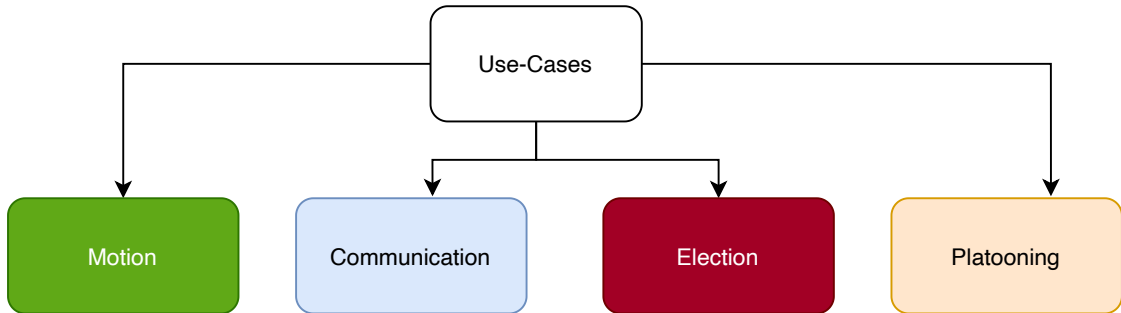 Use-Cases
Motion
Communication
Election
Platooning